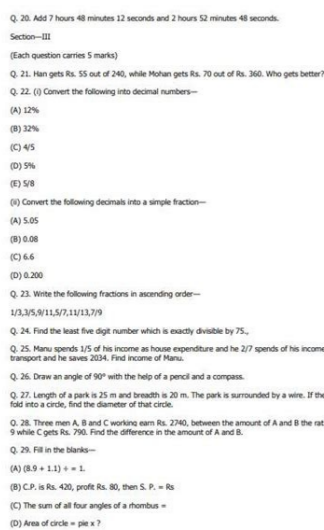 Q. 20. Add 7 hours 48 minutes 12 seconds and 2 hours 52 minutes 48 seconds.
Section—III
(Each question carries 5 marks)
Q. 21. Han gets Rs. 55 out of 240, while Mohan gets Rs. 70 out of Rs. 360. Who gets better?
Q. 22. (i) Convert the following into decimal numbers—
(A) 12%
(B) 32%
(C) 4/5
(D) 5%
(E) 5/8
(ii) Convert the following decimals into a simple fraction—
(A) 5.05
(B) 0.08
(C) 6.6
(D) 0.200
Q. 23. Write the following fractions in ascending order—
1/3,3/5,9/11,5/7,11/13,7/9
Q. 24. Find the least five digit number which is exactly divisible by 75.,
Q. 25. Manu spends 1/5 of his income as house expenditure and he 2/7 spends of his income
transport and he saves 2034. Find income of Manu.
Q. 26. Draw an angle of 90° with the help of a pencil and a compass.
Q. 27. Length of a park is 25 m and breadth is 20 m. The park is surrounded by a wire. If the
fold into a circle, find the diameter of that circle.
Q. 28. Three men A, B and C working earn Rs. 2740, between the amount of A and B the rat
9 while C gets Rs. 790. Find the difference in the amount of A and B.
Q. 29. Fill in the blanks—
(A) (8.9 + 1.1) ÷ = 1.
(B) C.P. is Rs. 420, profit Rs. 80, then S. P. = Rs
(C) The sum of all four angles of a rhombus =
(D) Area of circle = pie x ?